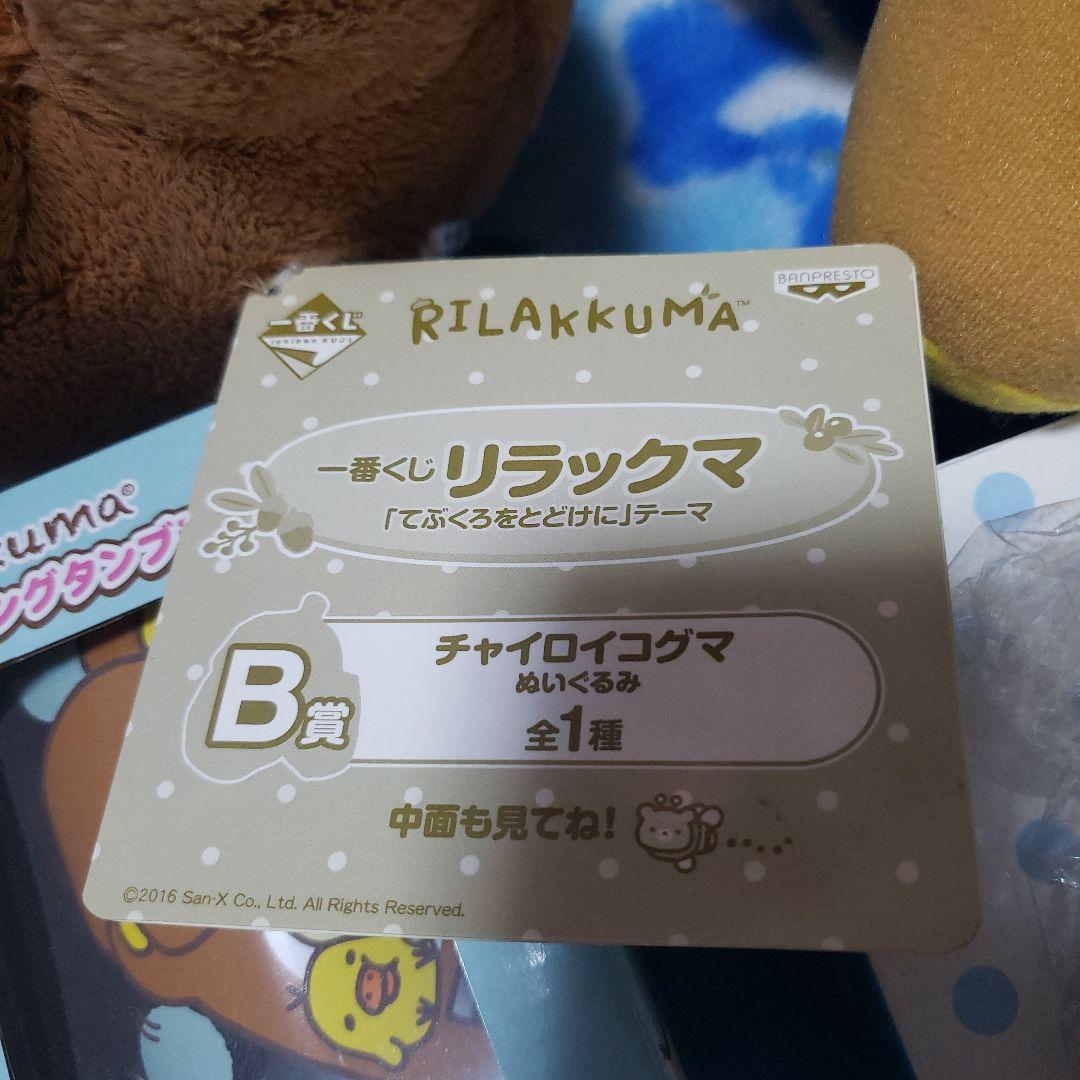 BANPRESTO
一番くじ
ichiban KUJI
RILAKKUMA™
一番くじ リラックマ
「てぶくろをとどけに」テーマ
B賞
チャイロイコグマ
ぬいぐるみ
全1種
中面も見てね!
©2016 San-X Co., Ltd. All Rights Reserved.
kuma®
ングタンブ